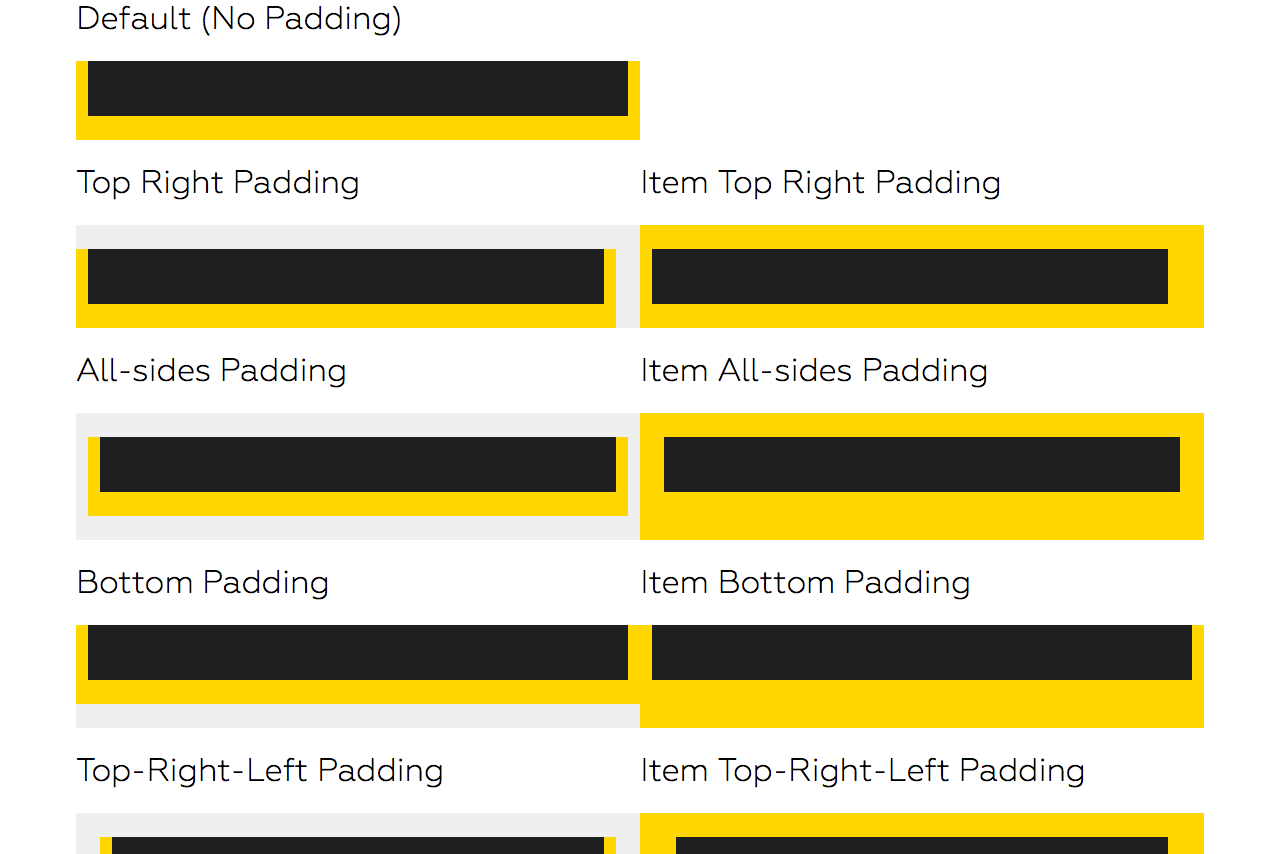 Default (No Padding)
Top Right Padding
Item Top Right Padding
All-sides Padding
Item All-sides Padding
Bottom Padding
Item Bottom Padding
Top-Right-Left Padding
Item Top-Right-Left Padding